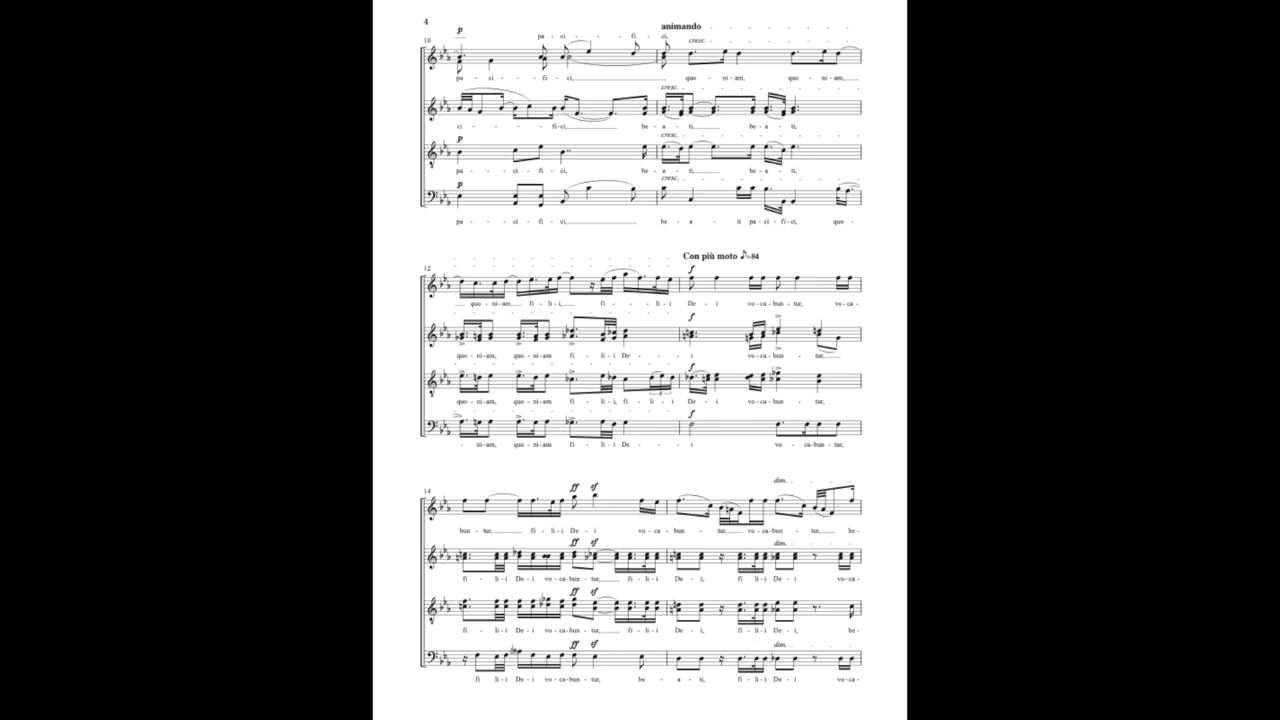 4
animando
p
pa - ci - fi - ci,
cresc.
10
pa - ci - fi - ci, quo - ni - am, quo - ni - am,
cresc.
ci - fi-ci, be - a - ti, be - a - ti,
p
cresc.
pa - ci - fi - ci, be - a - ti, be - a - ti,
p
cresc.
pa - ci - fi - ci, be - a - ti pa-ci-fi-ci, quo-
Con più moto ♪=84
12
f
quo-ni-am fi - li - i, fi - li - i De - i vo-ca-bun-tur, vo-ca-
f
quo-ni-am, quo-ni-am fi - li-i De - i vo-ca-bun - tur,
quo-ni-am, quo-ni-am fi - li-i, fi-li-i De - i vo-ca-bun - tur,
3
f
- ni-am, quo-ni-am fi - li-i De - i vo-ca-bun-tur,
14
ff sf
dim.
bun - tur, fi - li-i De - i vo-ca-bun - tur, vo-ca-bun - tur, be-
ff sf
dim.
fi - li-i De-i vo-ca-bun-tur, fi - li-i De-i, fi-li-i De-i vo-ca-
ff sf
fi - li-i De-i vo-ca-bun-tur, fi - li-i De-i, fi-li-i De-i, be-
ff sf
dim.
fi li-i De-i vo-ca-bun-tur, be - a - ti, fi-li-i De-i vo-ca-